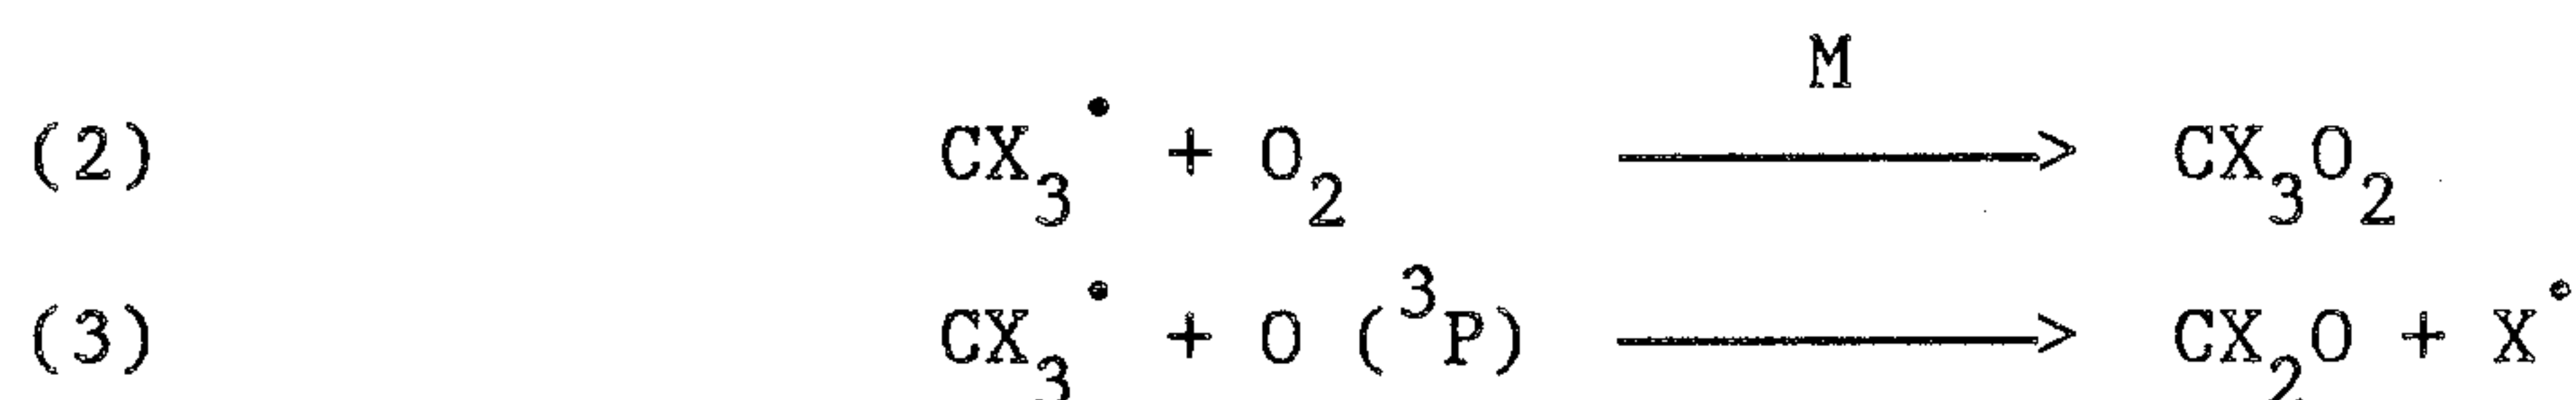 M
(2) CX₃• + O₂ ⟶ CX₃O₂
(3) CX₃• + O (³P) ⟶ CX₂O + X•